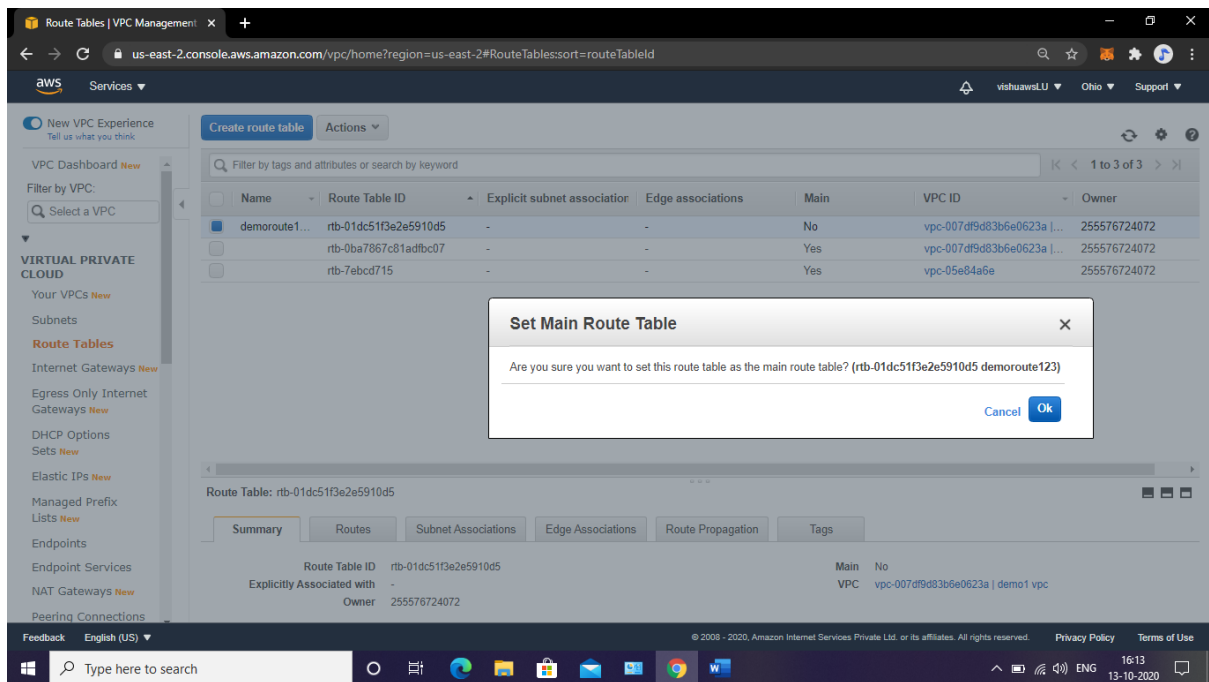 Route Tables | VPC Management
us-east-2.console.aws.amazon.com/vpc/home?region=us-east-2#RouteTables:sort=routeTableId
aws
Services
vishuawsLU
Ohio
Support
New VPC Experience
Tell us what you think
VPC Dashboard New
Filter by VPC:
Select a VPC
VIRTUAL PRIVATE
CLOUD
Your VPCs New
Subnets
Route Tables
Internet Gateways New
Egress Only Internet
Gateways New
DHCP Options
Sets New
Elastic IPs New
Managed Prefix
Lists New
Endpoints
Endpoint Services
NAT Gateways New
Peering Connections
Create route table
Actions
Filter by tags and attributes or search by keyword
1 to 3 of 3
Name Route Table ID Explicit subnet association Edge associations Main VPC ID Owner
demoroute1... rtb-01dc51f3e2e5910d5 - - No vpc-007df9d83b6e0623a |... 255576724072
rtb-0ba7867c81adfbc07 - - Yes vpc-007df9d83b6e0623a |... 255576724072
rtb-7ebcd715 - - Yes vpc-05e84a6e 255576724072
Set Main Route Table
Are you sure you want to set this route table as the main route table? (rtb-01dc51f3e2e5910d5 demoroute123)
Cancel
Ok
Route Table: rtb-01dc51f3e2e5910d5
Summary Routes Subnet Associations Edge Associations Route Propagation Tags
Route Table ID rtb-01dc51f3e2e5910d5 Main No
Explicitly Associated with - VPC vpc-007df9d83b6e0623a | demo1 vpc
Owner 255576724072
Feedback English (US) © 2008 - 2020, Amazon Internet Services Private Ltd. or its affiliates. All rights reserved. Privacy Policy Terms of Use
Type here to search
ENG
16:13
13-10-2020